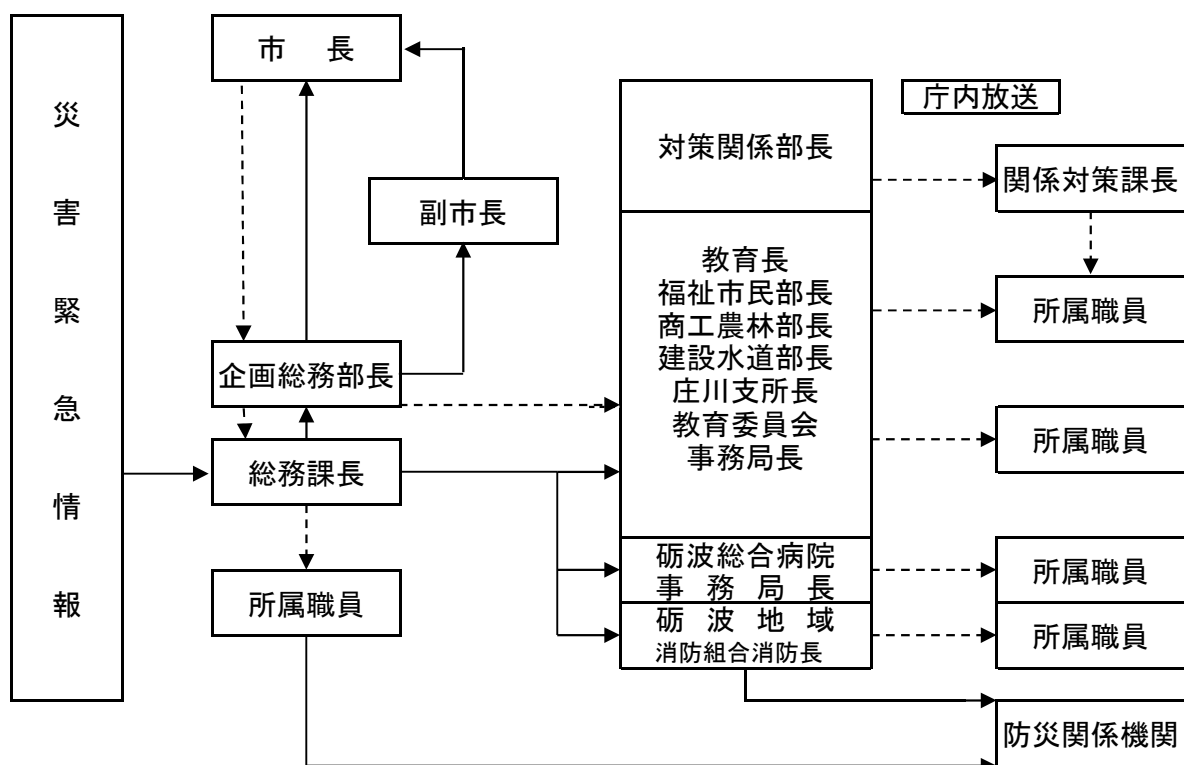 災害緊急情報
市 長
副市長
企画総務部長
総務課長
所属職員
対策関係部長
教育長
福祉市民部長
商工農林部長
建設水道部長
庄川支所長
教育委員会
事務局長
砺波総合病院
事 務 局 長
砺 波 地 域
消防組合消防長
庁内放送
関係対策課長
所属職員
所属職員
所属職員
所属職員
防災関係機関